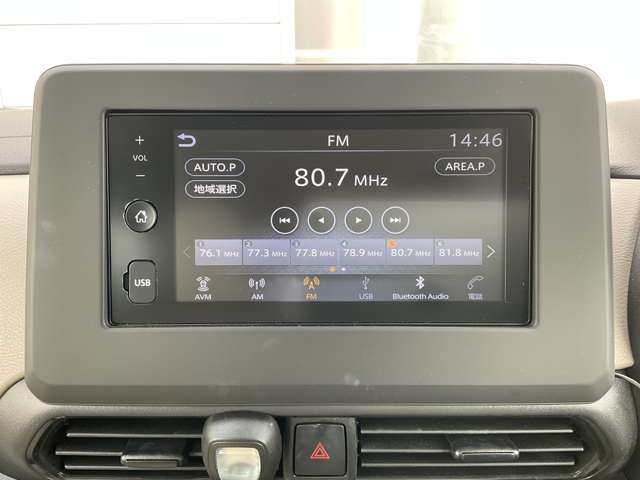 +
VOL
−
USB
FM
14:46
AUTO.P
AREA.P
地域選択
80.7 MHz
1 2 3 4 5 6
76.1 MHz 77.3 MHz 77.8 MHz 78.9 MHz 80.7 MHz 81.8 MHz
AVM AM FM USB Bluetooth Audio 電話